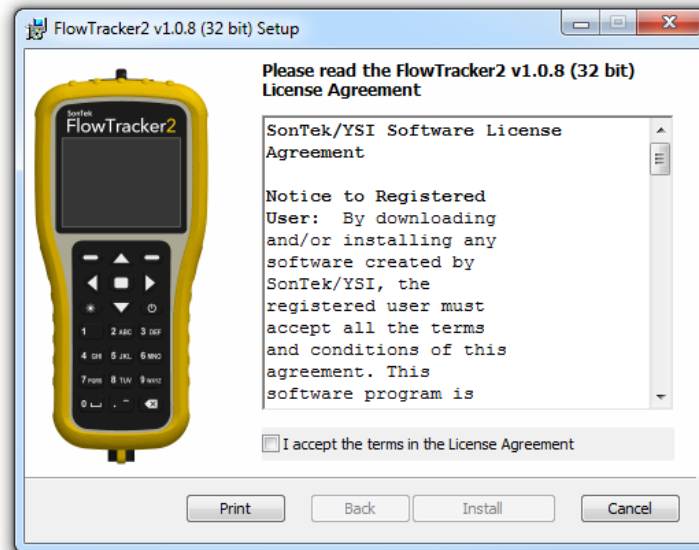 FlowTracker2 v1.0.8 (32 bit) Setup
Please read the FlowTracker2 v1.0.8 (32 bit)
License Agreement
SonTek
FlowTracker2
1
2 ABC
3 DEF
4 GHI
5 JKL
6 MNO
7 PQRS
8 TUV
9 WXYZ
0
SonTek/YSI Software License
Agreement
Notice to Registered
User: By downloading
and/or installing any
software created by
SonTek/YSI, the
registered user must
accept all the terms
and conditions of this
agreement. This
software program is
I accept the terms in the License Agreement
Print
Back
Install
Cancel